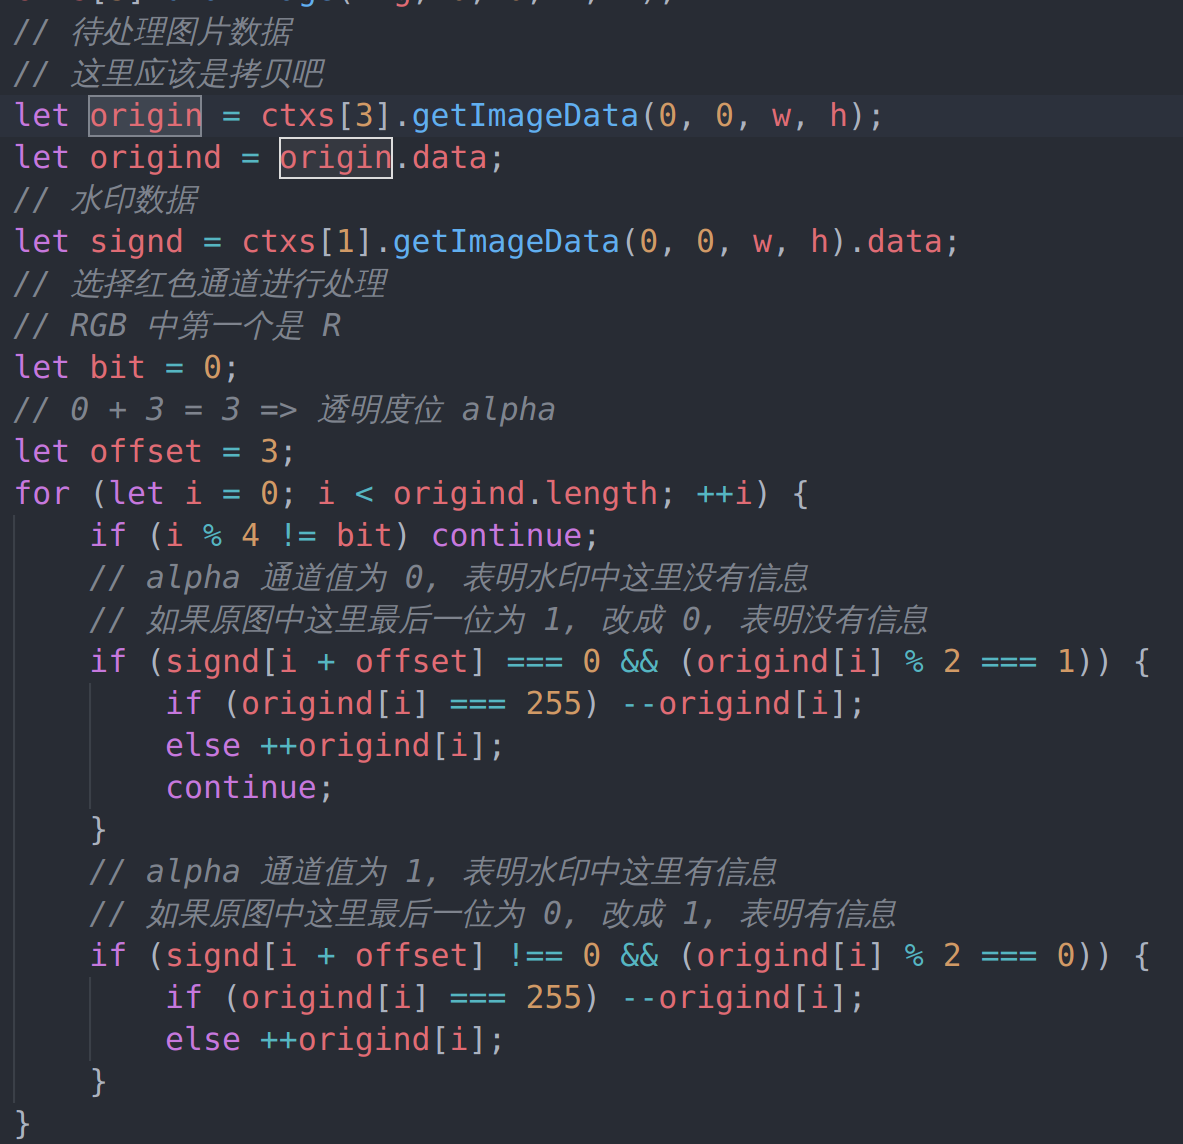 // 待处理图片数据
// 这里应该是拷贝吧
let origin = ctxs[3].getImageData(0, 0, w, h);
let origind = origin.data;
// 水印数据
let signd = ctxs[1].getImageData(0, 0, w, h).data;
// 选择红色通道进行处理
// RGB 中第一个是 R
let bit = 0;
// 0 + 3 = 3 => 透明度位 alpha
let offset = 3;
for (let i = 0; i < origind.length; ++i) {
    if (i % 4 != bit) continue;
    // alpha 通道值为 0, 表明水印中这里没有信息
    // 如果原图中这里最后一位为 1, 改成 0, 表明没有信息
    if (signd[i + offset] === 0 && (origind[i] % 2 === 1)) {
        if (origind[i] === 255) --origind[i];
        else ++origind[i];
        continue;
    }
    // alpha 通道值为 1, 表明水印中这里有信息
    // 如果原图中这里最后一位为 0, 改成 1, 表明有信息
    if (signd[i + offset] !== 0 && (origind[i] % 2 === 0)) {
        if (origind[i] === 255) --origind[i];
        else ++origind[i];
    }
}